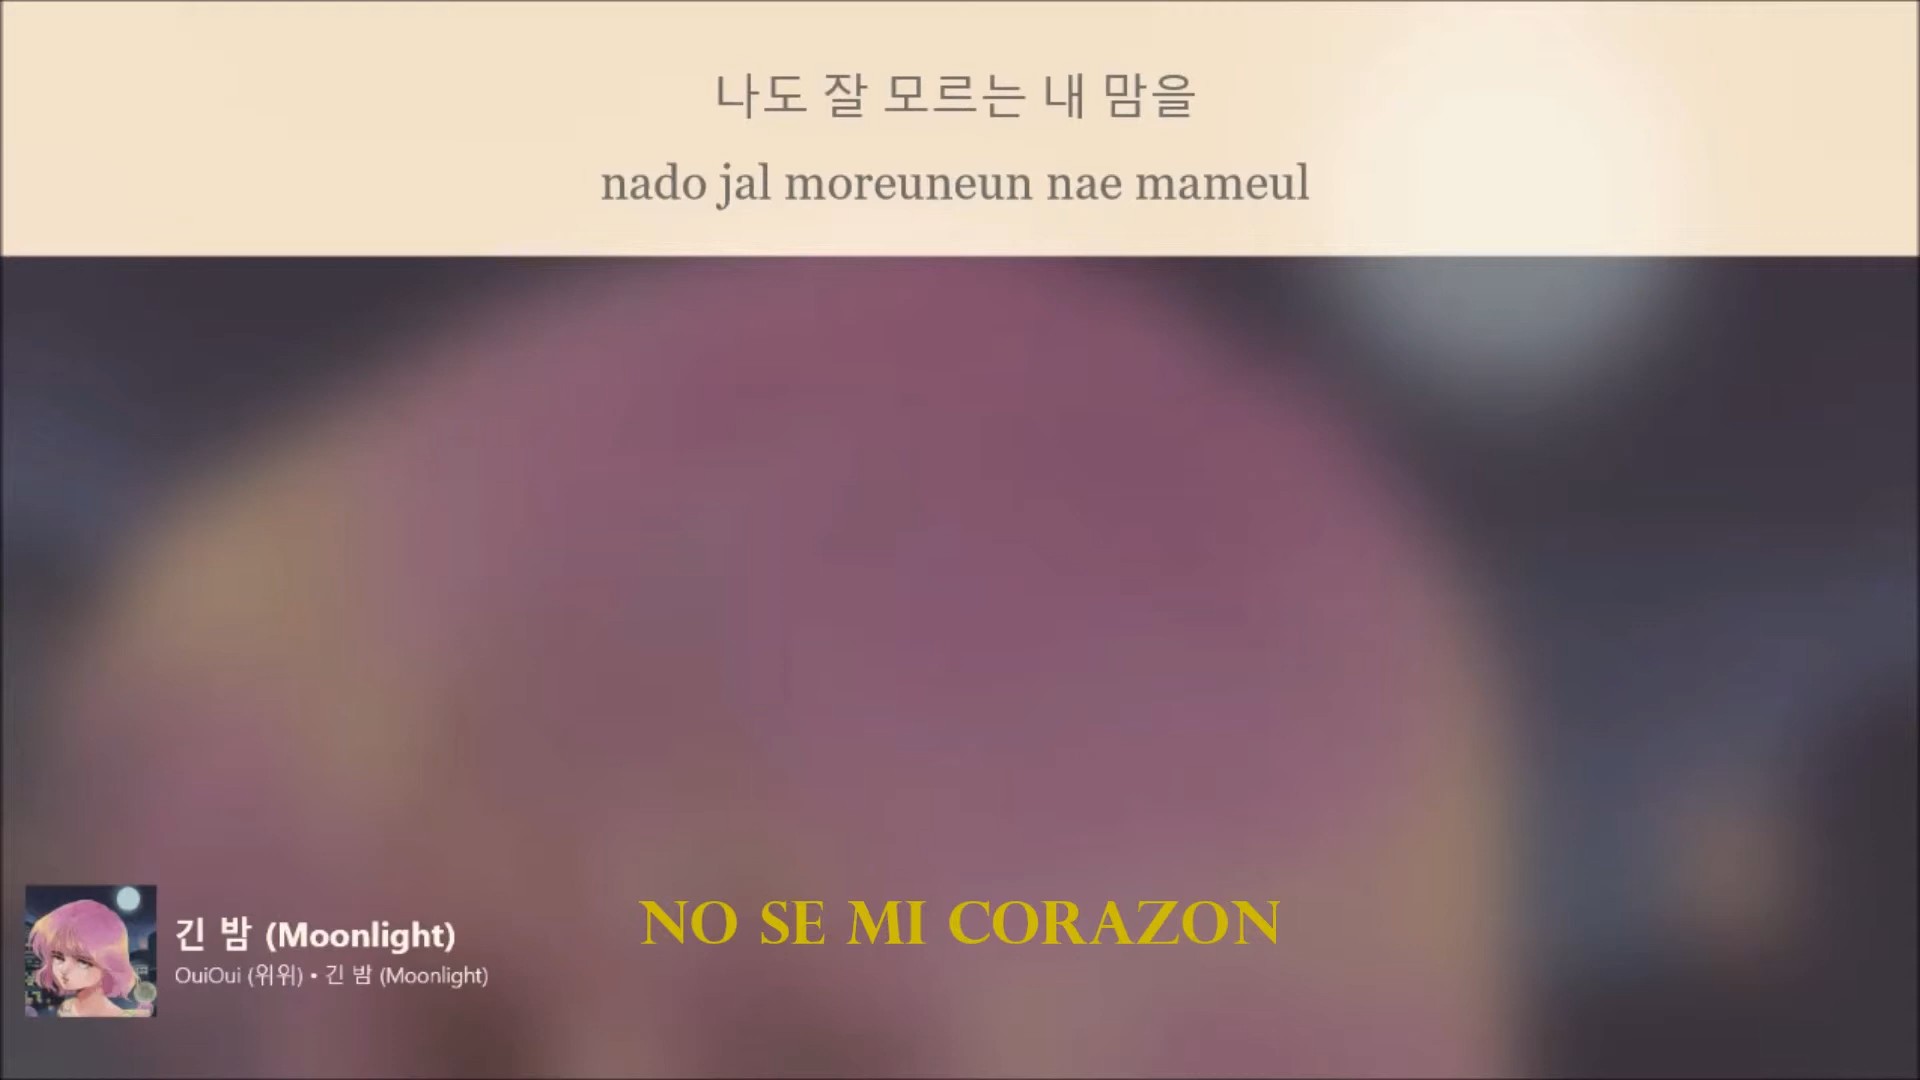 나도 잘 모르는 내 맘을
nado jal moreuneun nae mameul
NO SE MI CORAZON
긴 밤 (Moonlight)
OuiOui (위위) • 긴 밤 (Moonlight)